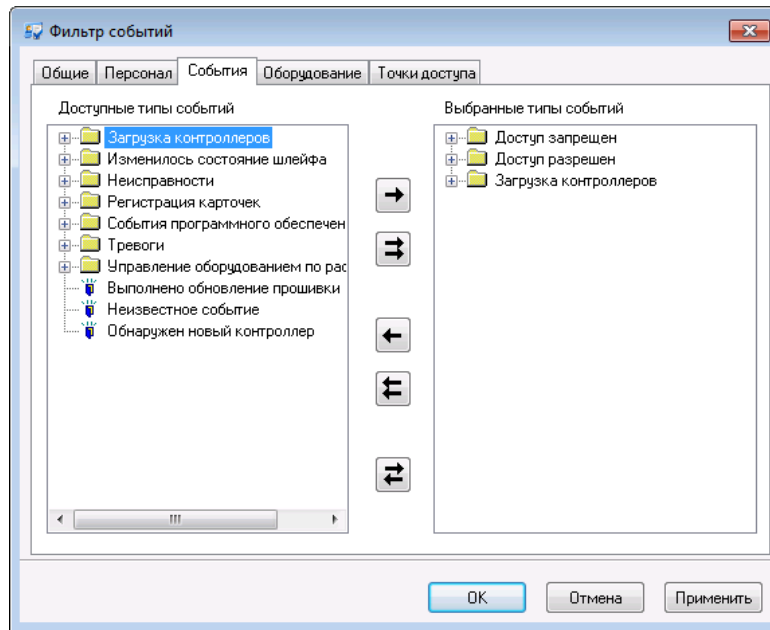 Фильтр событий
Общие Персонал События Оборудование Точки доступа
Доступные типы событий
Загрузка контроллеров
Изменилось состояние шлейфа
Неисправности
Регистрация карточек
События программного обеспечен
Тревоги
Управление оборудованием по рас
Выполнено обновление прошивки
Неизвестное событие
Обнаружен новый контроллер
Выбранные типы событий
Доступ запрещен
Доступ разрешен
Загрузка контроллеров
OK Отмена Применить